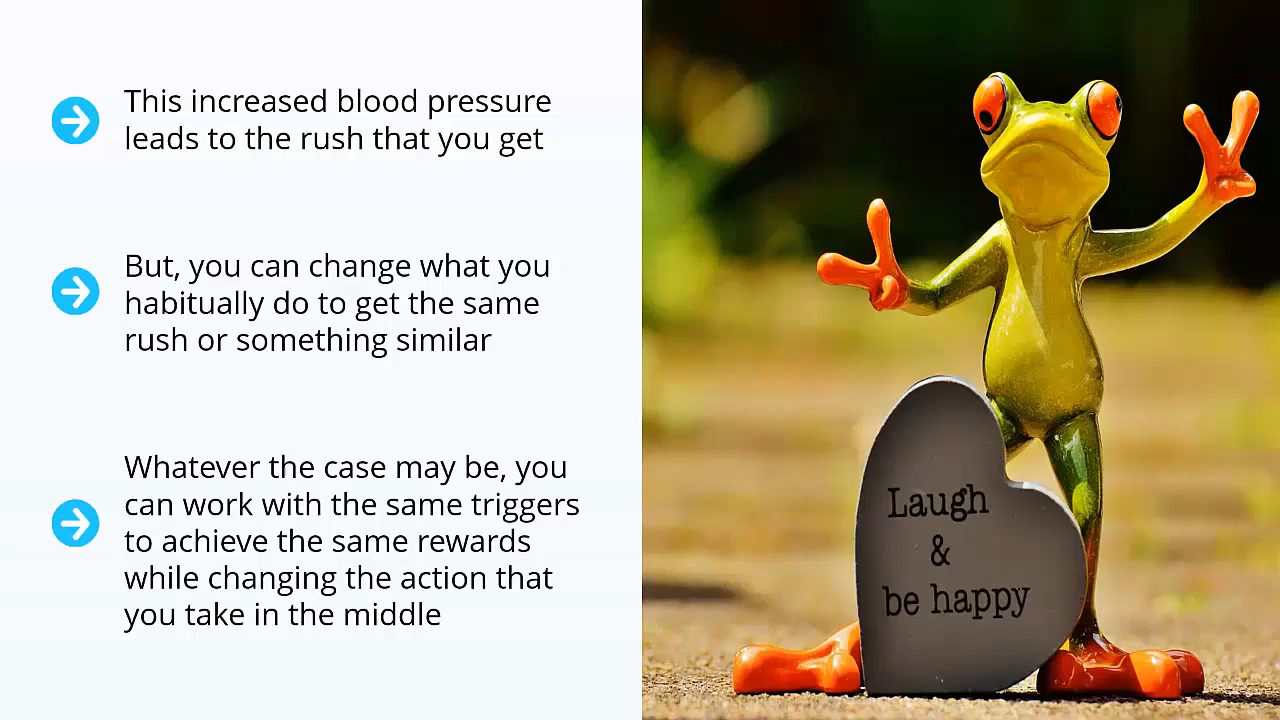 This increased blood pressure
leads to the rush that you get
But, you can change what you
habitually do to get the same
rush or something similar
Whatever the case may be, you
can work with the same triggers
to achieve the same rewards
while changing the action that
you take in the middle
Laugh
&
be happy